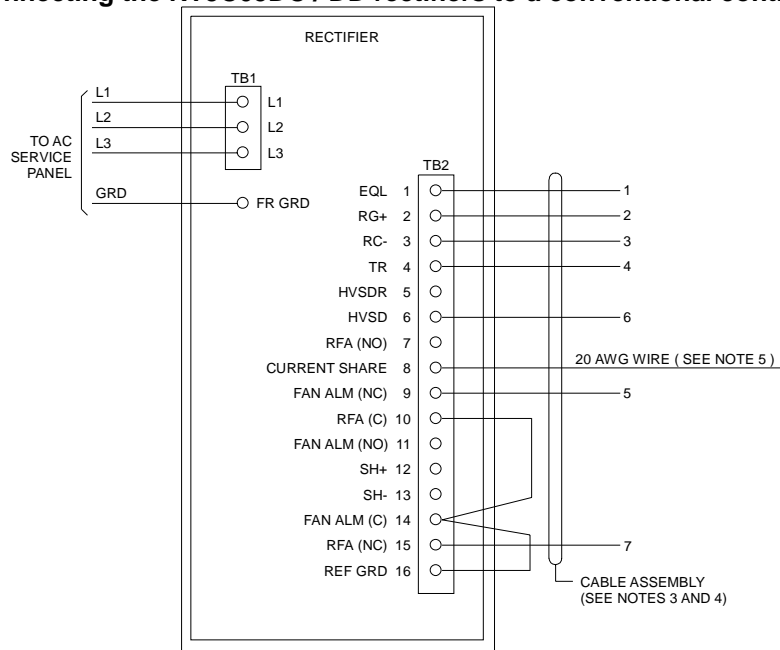 RECTIFIER
TB1
L1 L1
L2 L2
L3 L3
TO AC
SERVICE
PANEL
GRD FR GRD
TB2
EQL 1 1
RG+ 2 2
RC- 3 3
TR 4 4
HVSDR 5
HVSD 6 6
RFA (NO) 7
CURRENT SHARE 8 20 AWG WIRE ( SEE NOTE 5 )
FAN ALM (NC) 9 5
RFA (C) 10
FAN ALM (NO) 11
SH+ 12
SH- 13
FAN ALM (C) 14
RFA (NC) 15 7
REF GRD 16
CABLE ASSEMBLY
(SEE NOTES 3 AND 4)